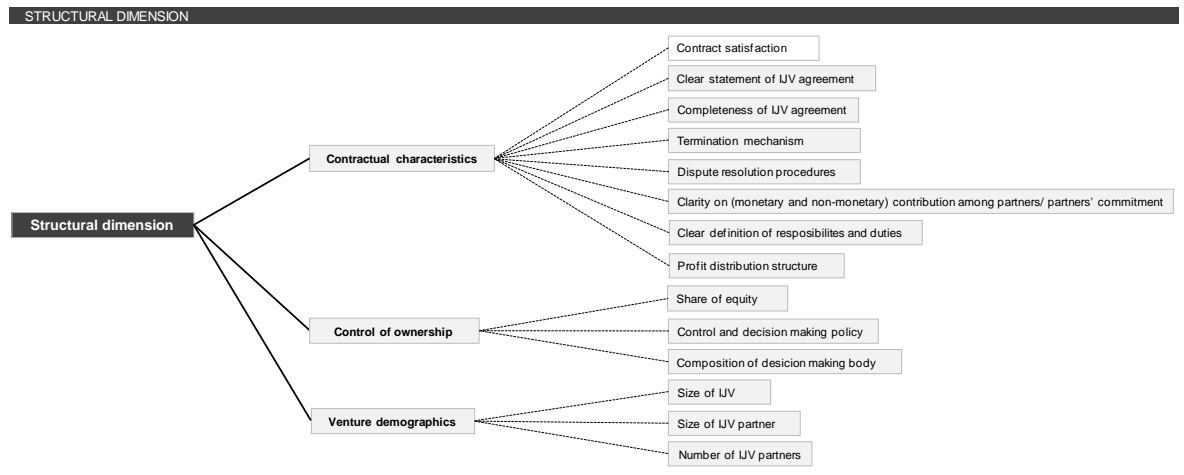 STRUCTURAL DIMENSION
Contract satisfaction
Clear statement of IJV agreement
Completeness of IJV agreement
Termination mechanism
Contractual characteristics
Dispute resolution procedures
Clarity on (monetary and non-monetary) contribution among partners/ partners' commitment
Structural dimension
Clear definition of resposibilites and duties
Profit distribution structure
Share of equity
Control of ownership
Control and decision making policy
Composition of desicion making body
Size of IJV
Venture demographics
Size of IJV partner
Number of IJV partners